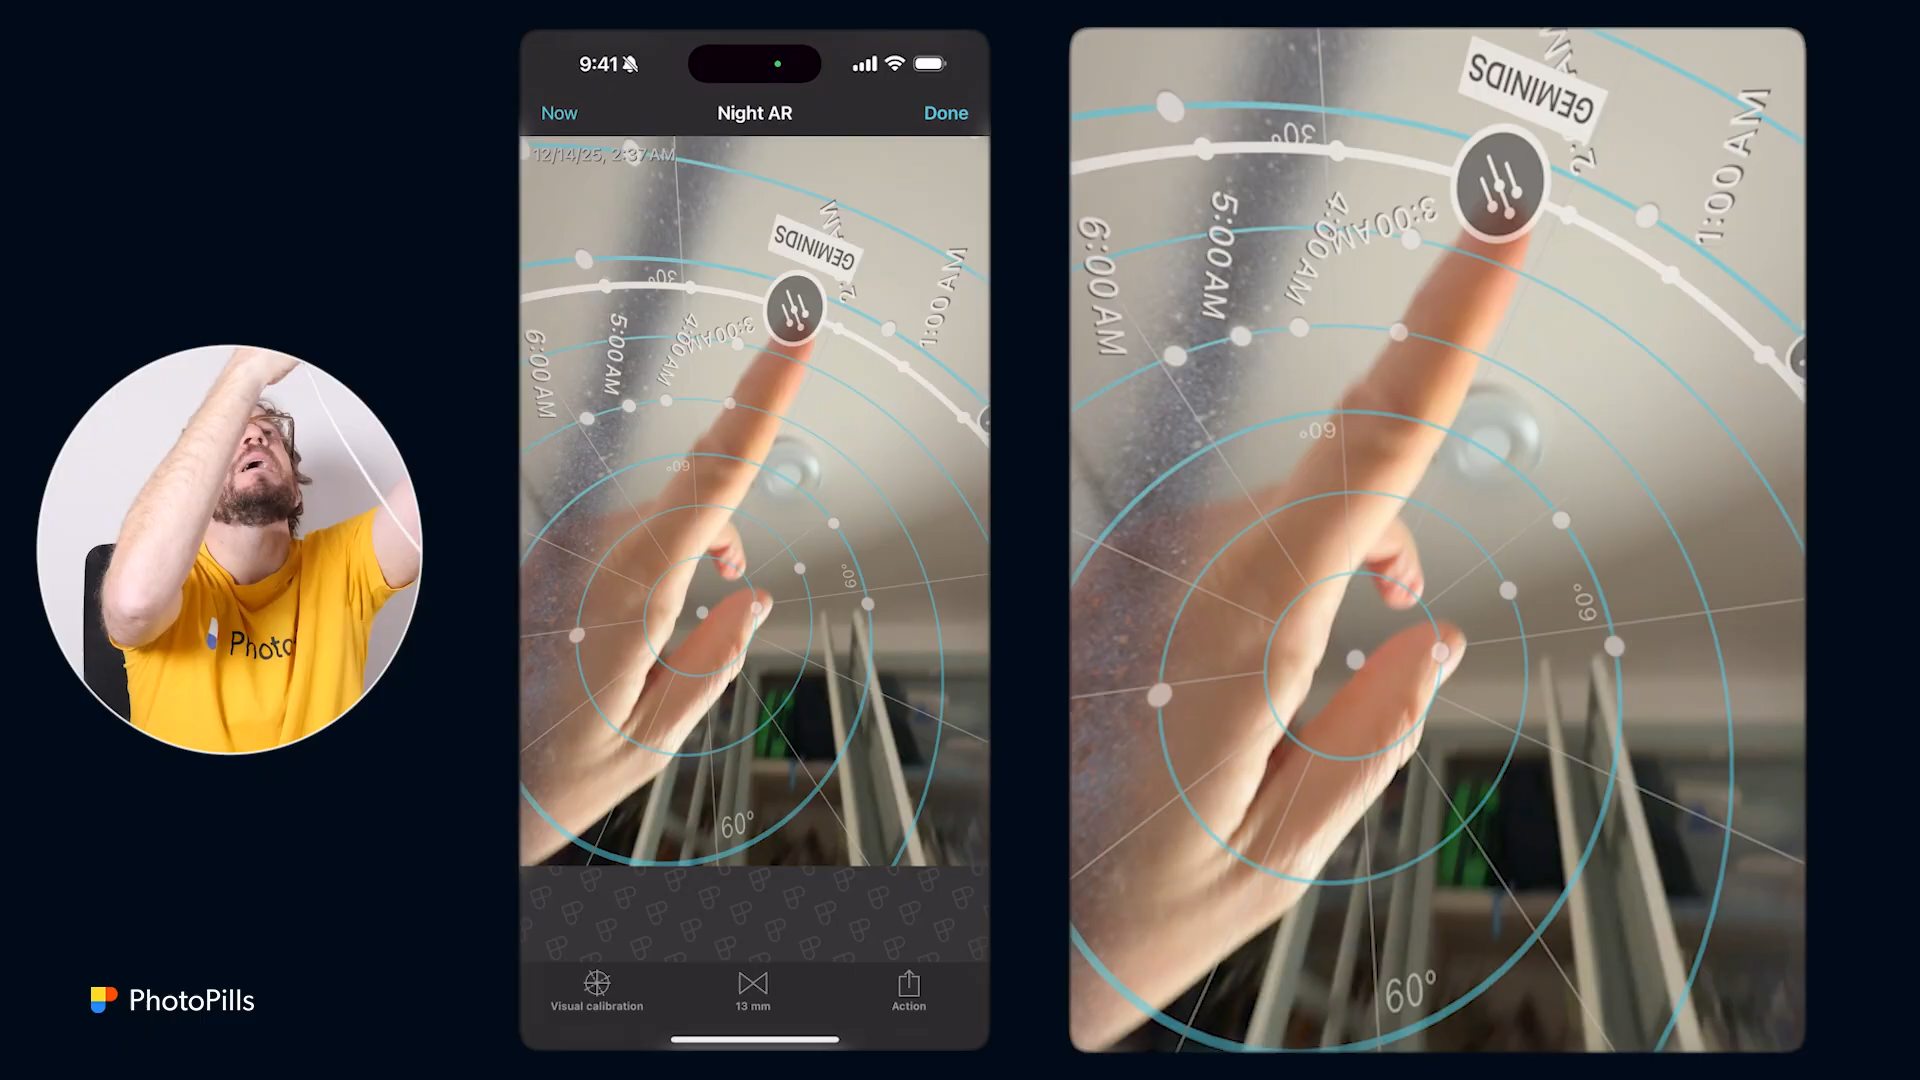 9:41
Now
Night AR
Done
12/14/25, 2:37 AM
GEMINIDS
30°
1:00 AM
3:00 AM
4:00 AM
5:00 AM
6:00 AM
60°
60°
60°
Visual calibration
13 mm
Action
GEMINIDS
30°
1:00 AM
3:00 AM
4:00 AM
5:00 AM
6:00 AM
60°
60°
60°
Photo
PhotoPills